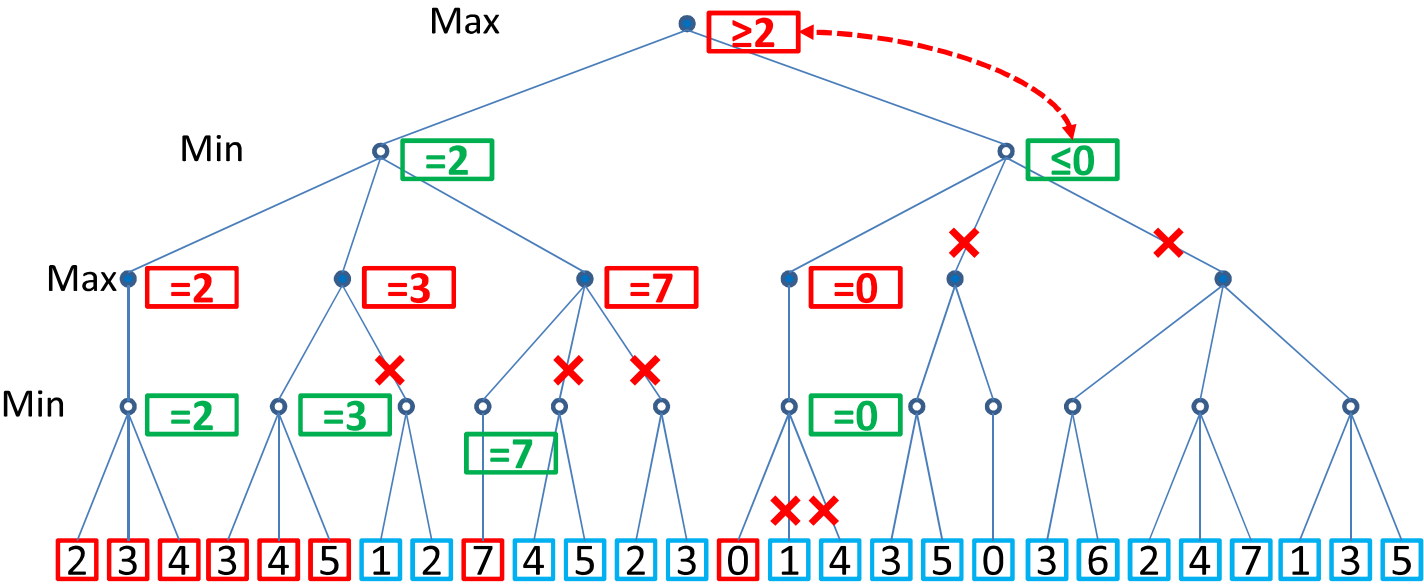 Max ≥2
Min =2 ≤0
Max =2 =3 =7 =0
Min =2 =3 =0
=7
2 3 4 3 4 5 1 2 7 4 5 2 3 0 1 4 3 5 0 3 6 2 4 7 1 3 5